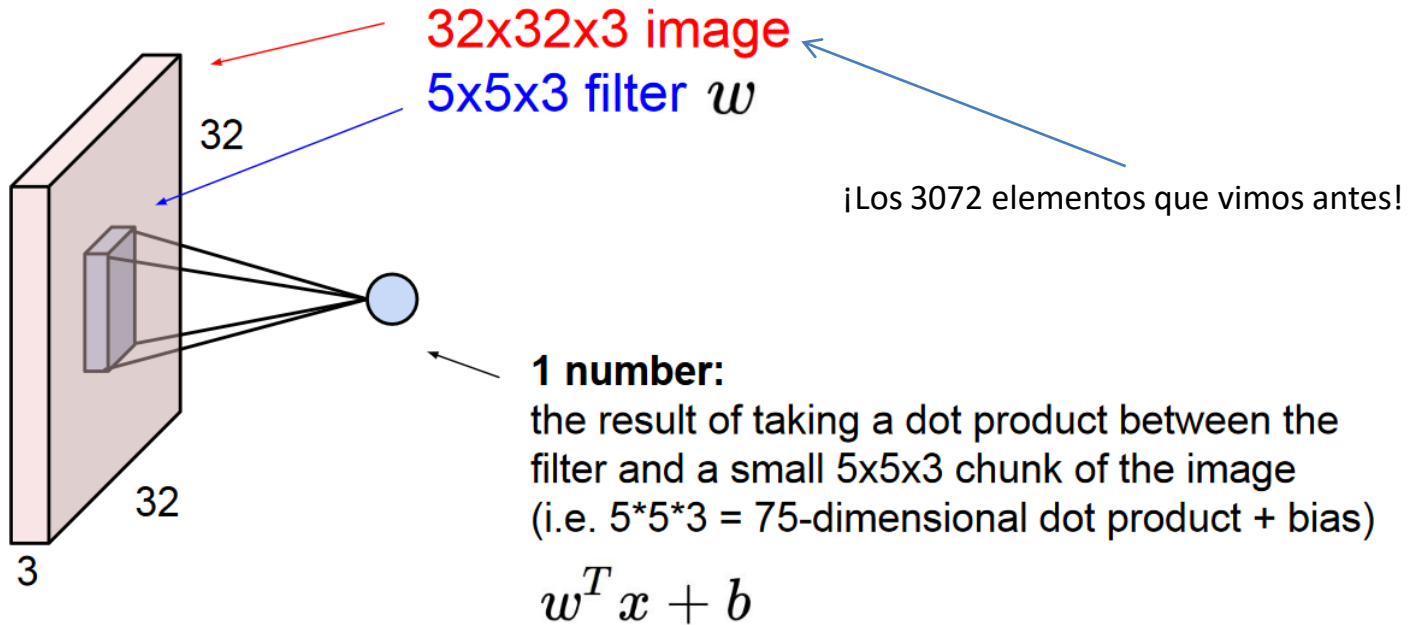 32x32x3 image
5x5x3 filter w
32
¡Los 3072 elementos que vimos antes!
1 number:
the result of taking a dot product between the
filter and a small 5x5x3 chunk of the image
(i.e. 5*5*3 = 75-dimensional dot product + bias)
32
3
w^T x + b